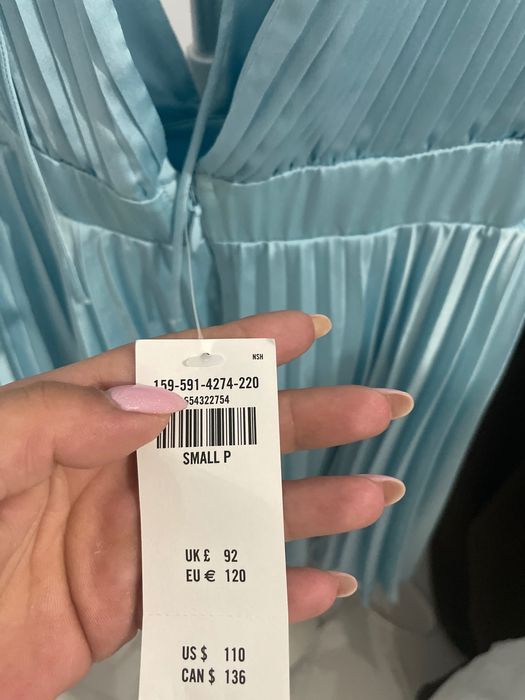 NSH
159-591-4274-220
654322754
SMALL P
UK £ 92
EU € 120
US $ 110
CAN $ 136